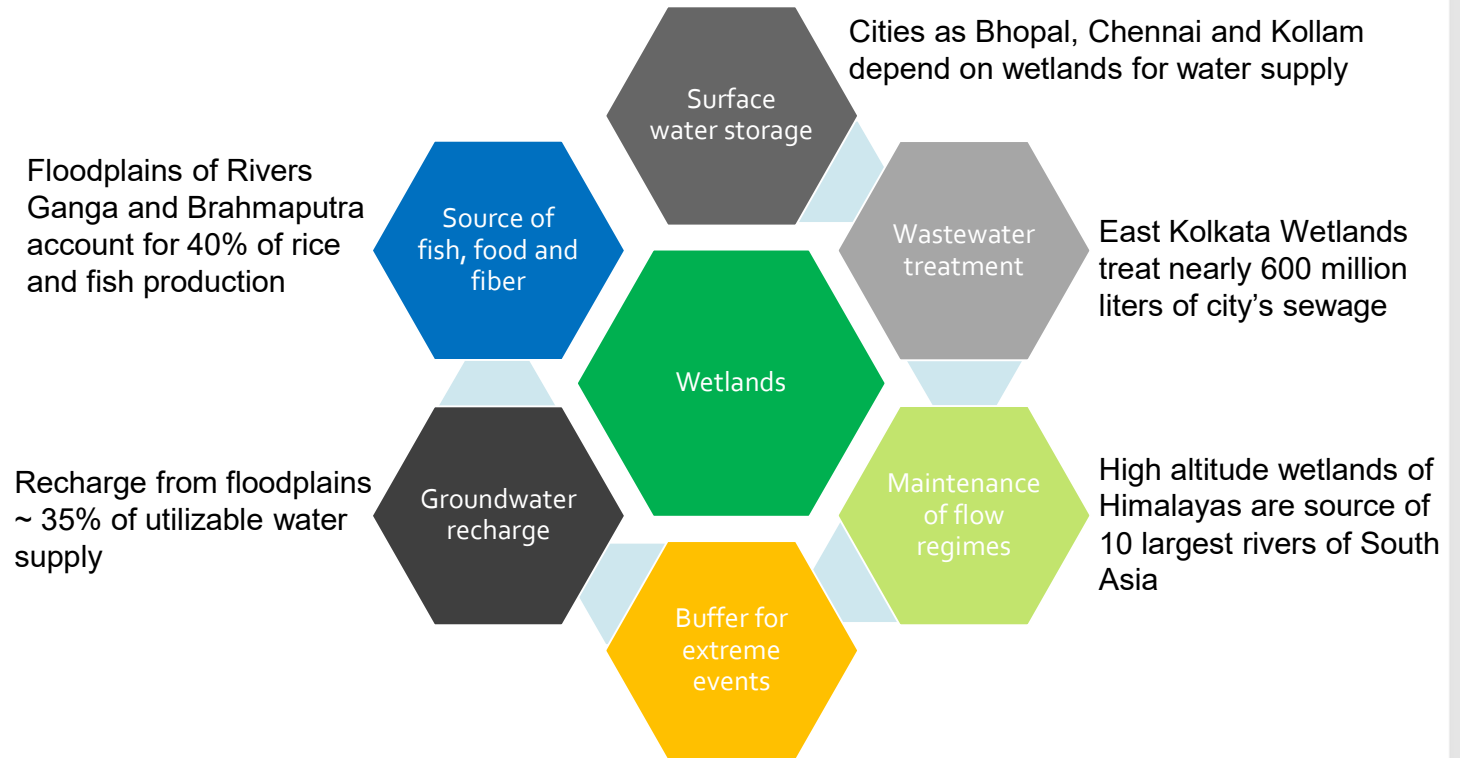 Surface
water storage
Cities as Bhopal, Chennai and Kollam
depend on wetlands for water supply
Wastewater
treatment
East Kolkata Wetlands
treat nearly 600 million
liters of city’s sewage
Maintenance
of flow
regimes
High altitude wetlands of
Himalayas are source of
10 largest rivers of South
Asia
Buffer for
extreme
events
Groundwater
recharge
Recharge from floodplains
~ 35% of utilizable water
supply
Source of
fish, food and
fiber
Floodplains of Rivers
Ganga and Brahmaputra
account for 40% of rice
and fish production
Wetlands